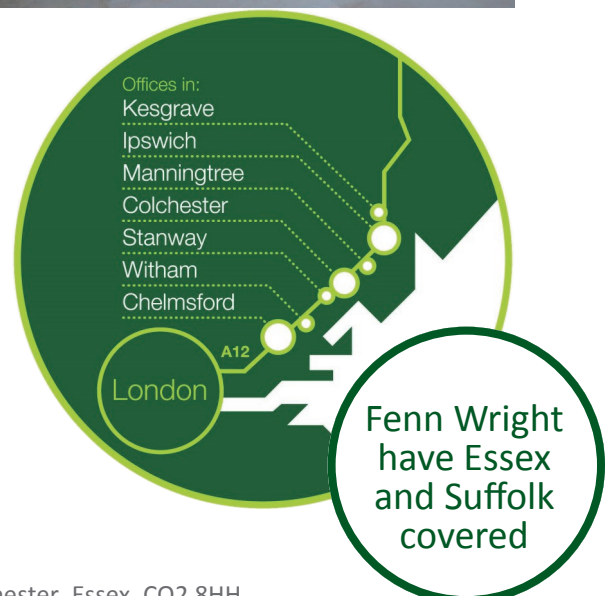 Offices in:
Kesgrave
Ipswich
Manningtree
Colchester
Stanway
Witham
Chelmsford
A12
London
Fenn Wright
have Essex
and Suffolk
covered
Essex, CO2 8HH